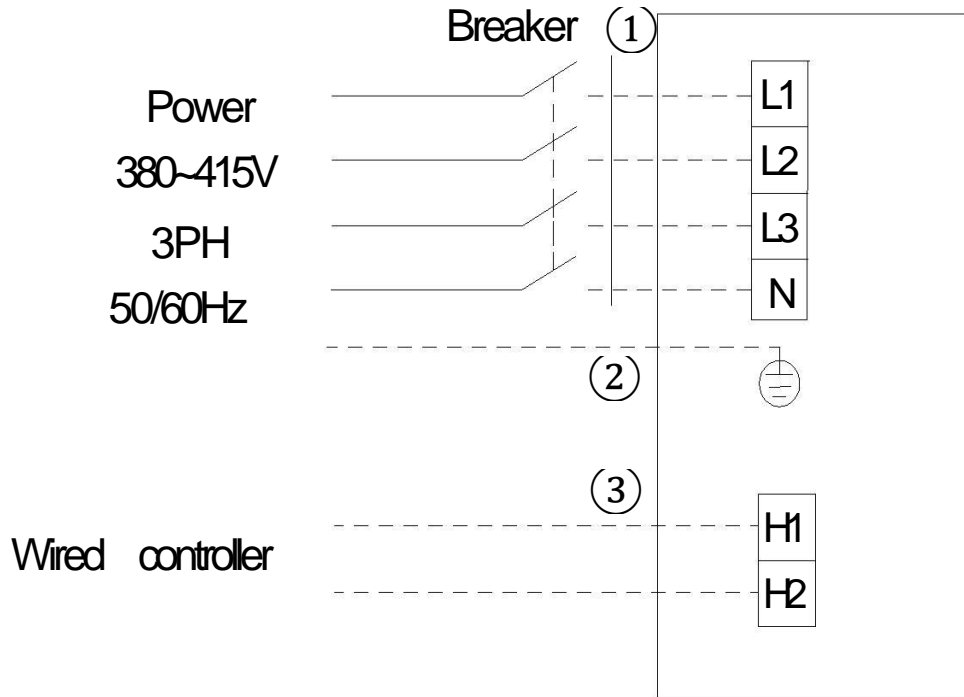 Breaker ①
L1
Power
L2
380~415V
L3
3PH
N
50/60Hz
②
③
H1
Wired controller
H2